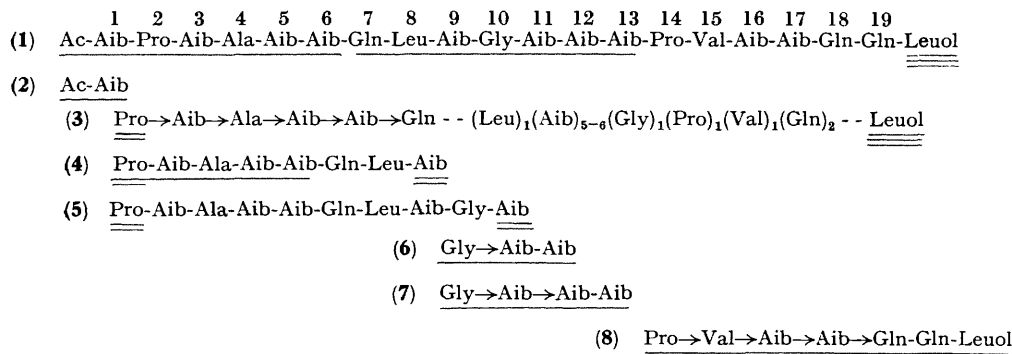 1 2 3 4 5 6 7 8 9 10 11 12 13 14 15 16 17 18 19
(1) Ac-Aib-Pro-Aib-Ala-Aib-Aib-Gln-Leu-Aib-Gly-Aib-Aib-Aib-Pro-Val-Aib-Aib-Gln-Gln-Leuol
(2) Ac-Aib
(3) Pro→Aib→Ala→Aib→Aib→Gln - - (Leu)₁(Aib)₅₋₆(Gly)₁(Pro)₁(Val)₁(Gln)₂ - - Leuol
(4) Pro-Aib-Ala-Aib-Aib-Gln-Leu-Aib
(5) Pro-Aib-Ala-Aib-Aib-Gln-Leu-Aib-Gly-Aib
(6) Gly→Aib-Aib
(7) Gly→Aib→Aib-Aib
(8) Pro→Val→Aib→Aib→Gln-Gln-Leuol